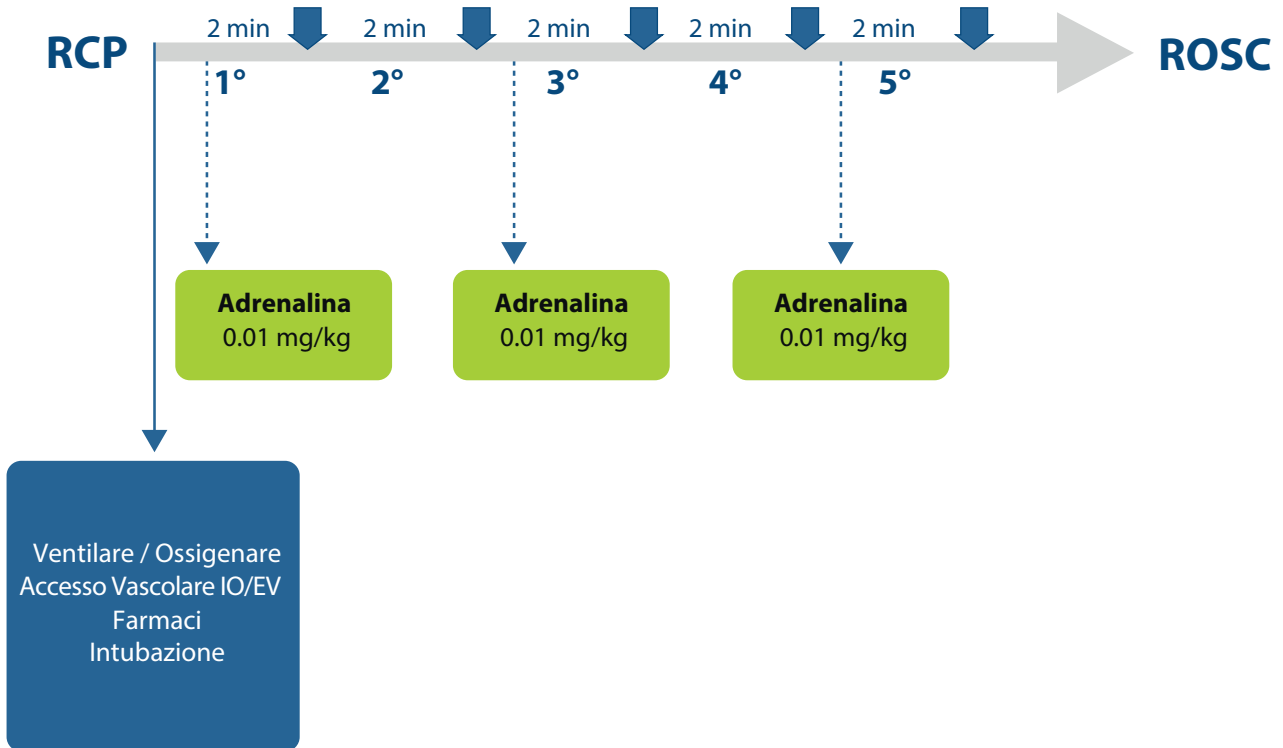 2 min 2 min 2 min 2 min 2 min
RCP
ROSC
1° 2° 3° 4° 5°
Adrenalina
0.01 mg/kg
Adrenalina
0.01 mg/kg
Adrenalina
0.01 mg/kg
Ventilare / Ossigenare
Accesso Vascolare IO/EV
Farmaci
Intubazione